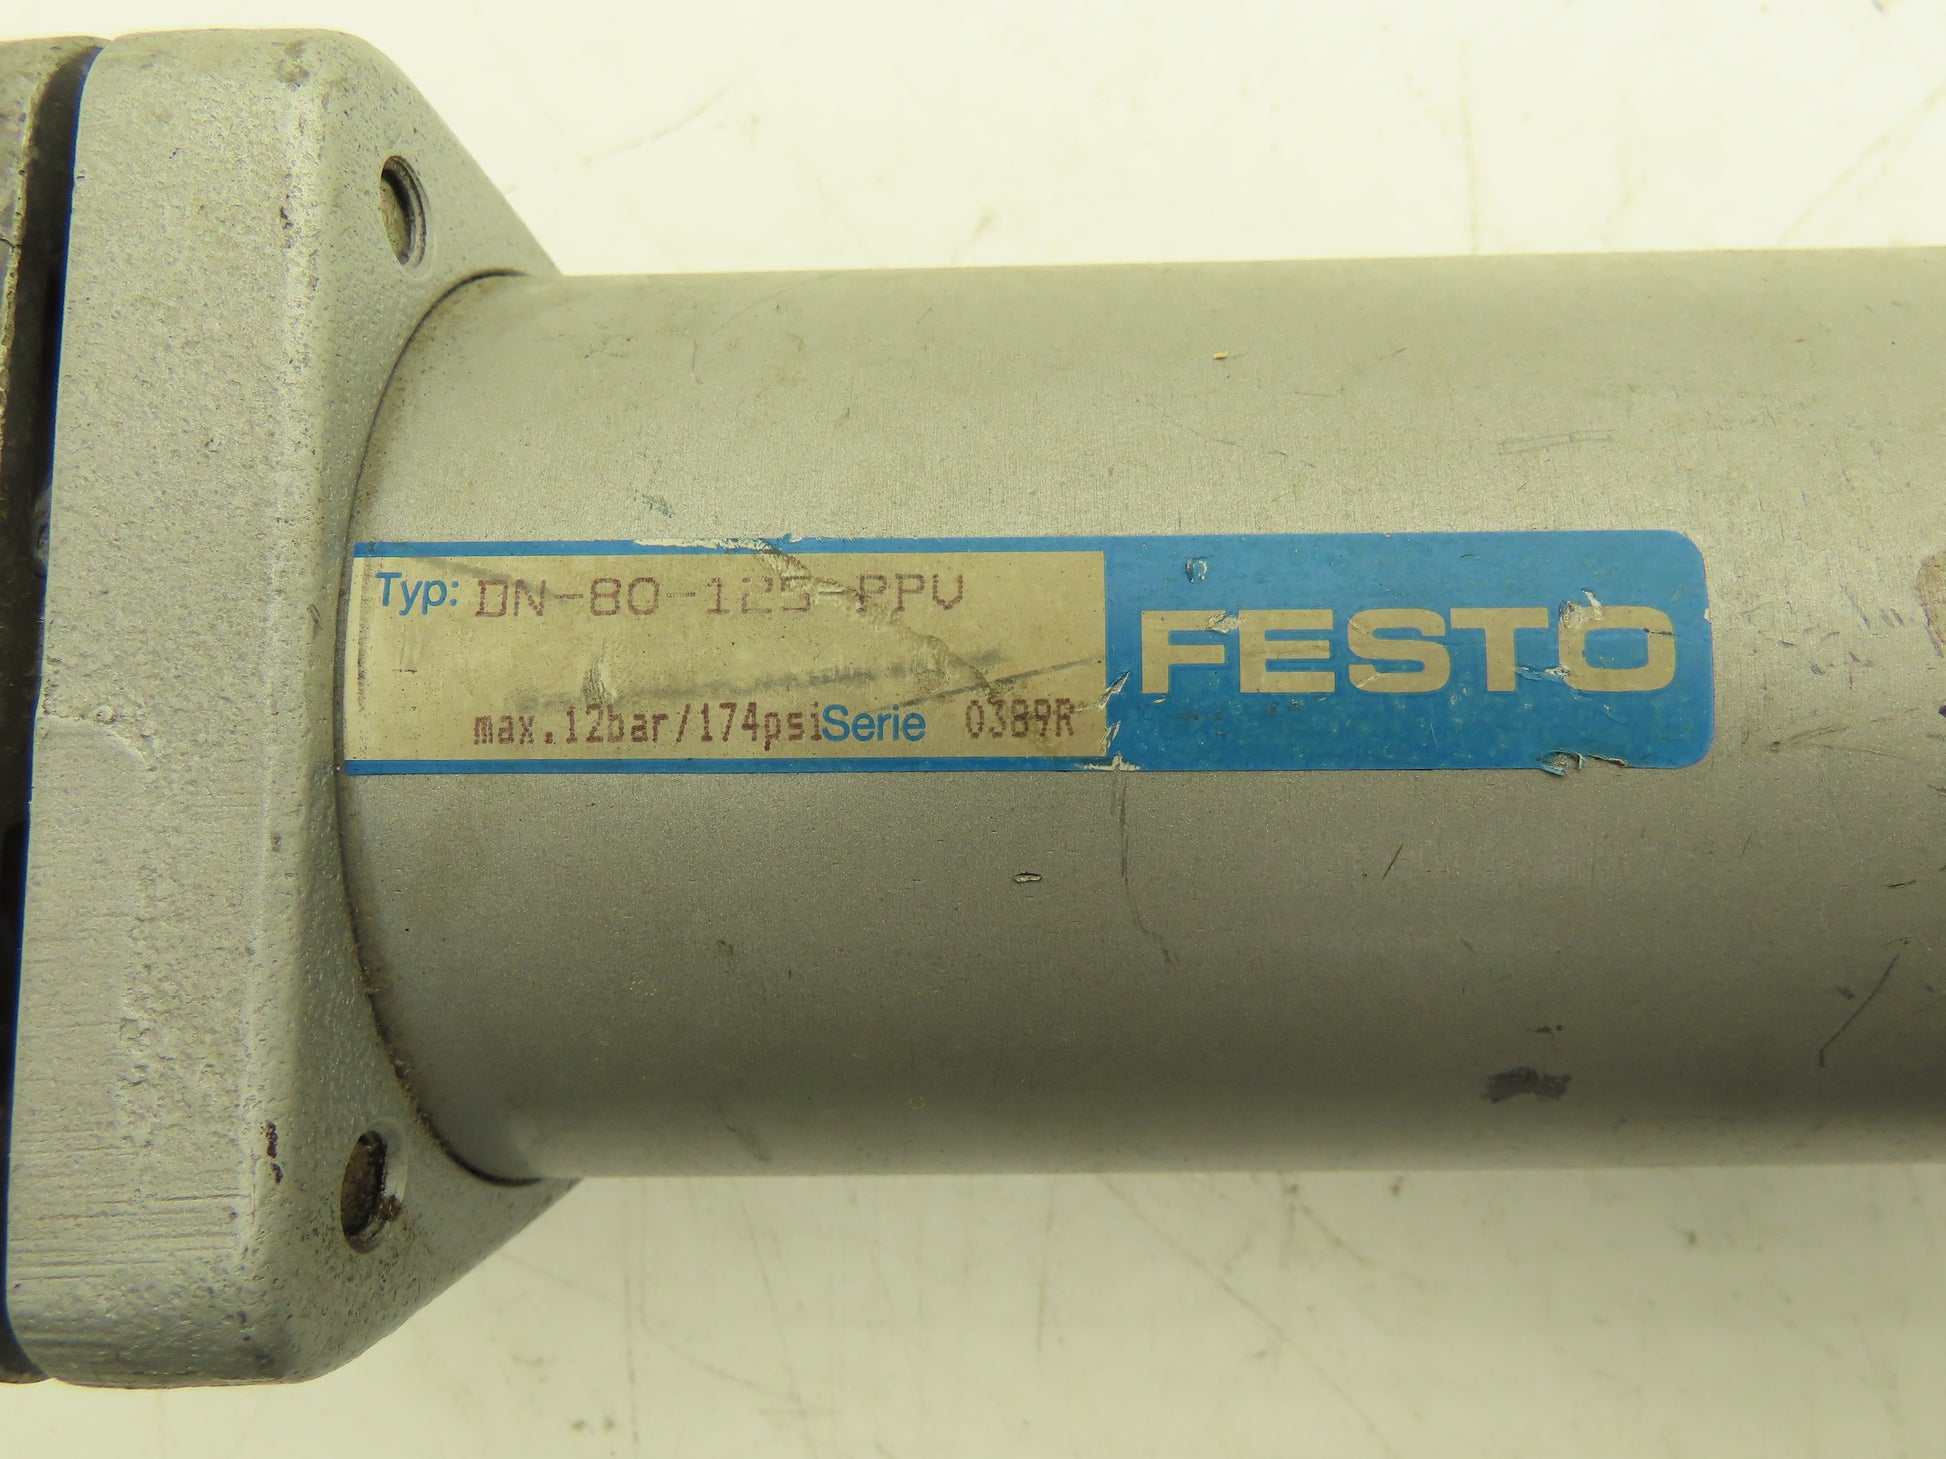 Typ: DN-80-125-PPV
max.12bar/174psi Serie 0389R
FESTO